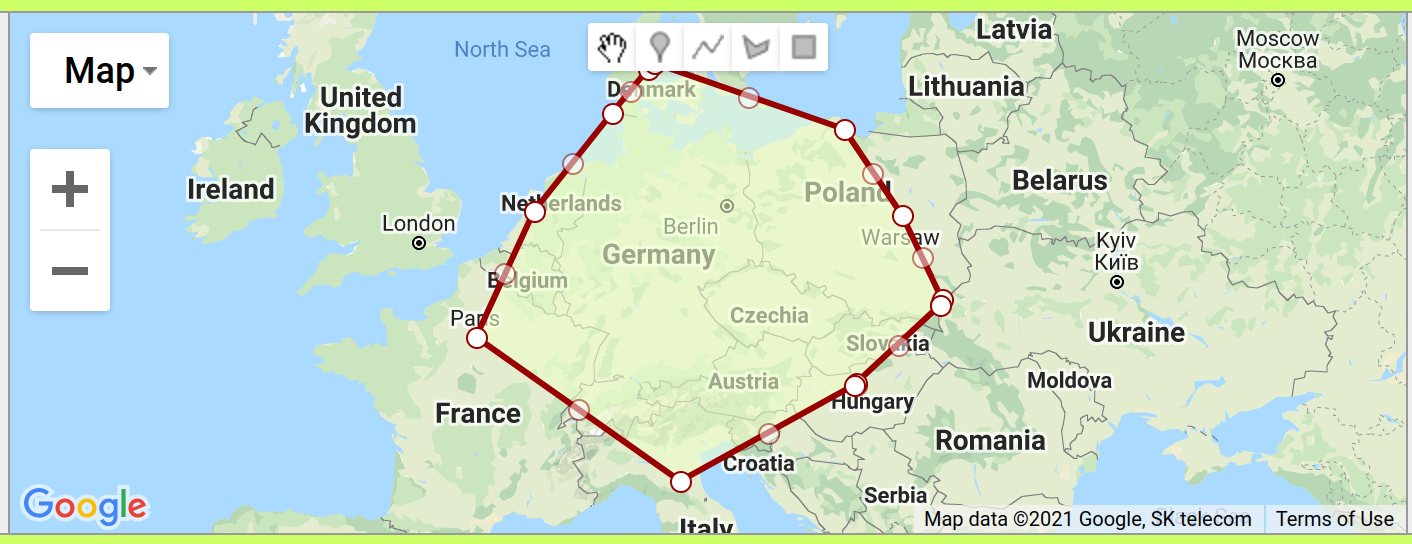 Map
North Sea
Latvia
Moscow
Москва
Lithuania
Denmark
United
Kingdom
Ireland
Netherlands
Poland
Belarus
London
Berlin
Warsaw
Kyiv
Київ
Germany
Belgium
Czechia
Paris
Slovakia
Ukraine
Austria
Moldova
France
Hungary
Romania
Croatia
Serbia
Google
Italy
Map data ©2021 Google, SK telecom
Terms of Use